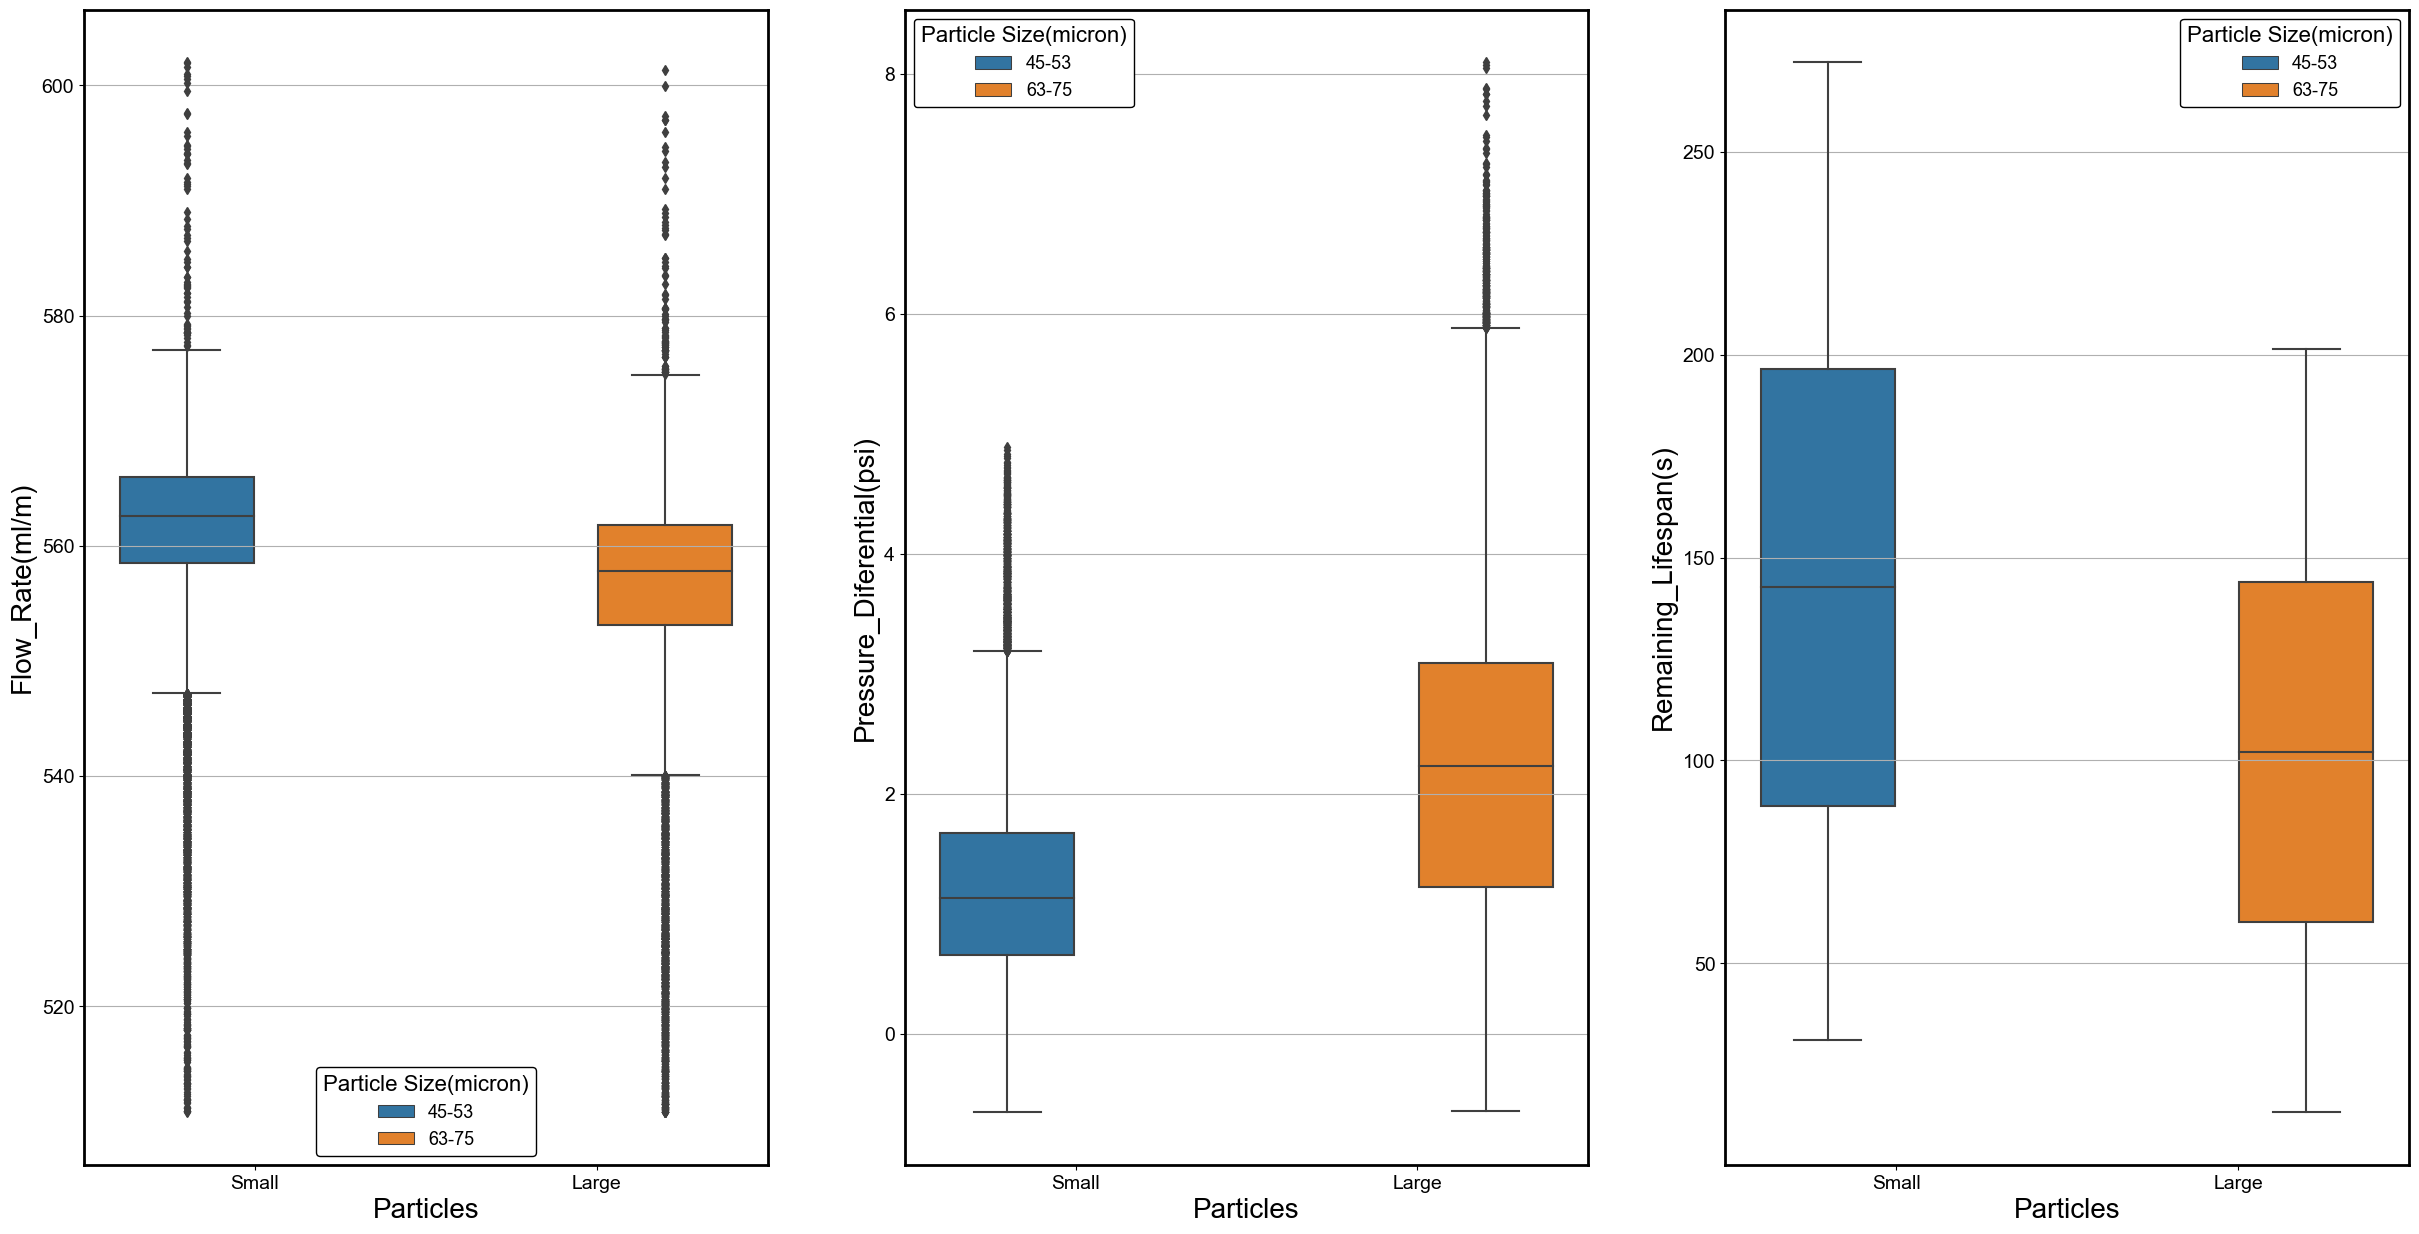 Flow_Rate(ml/m)
600
580
560
540
520
Particle Size(micron)
45-53
63-75
Small
Large
Particles
Pressure_Diferential(psi)
8
6
4
2
0
Particle Size(micron)
45-53
63-75
Small
Large
Particles
Remaining_Lifespan(s)
250
200
150
100
50
Particle Size(micron)
45-53
63-75
Small
Large
Particles